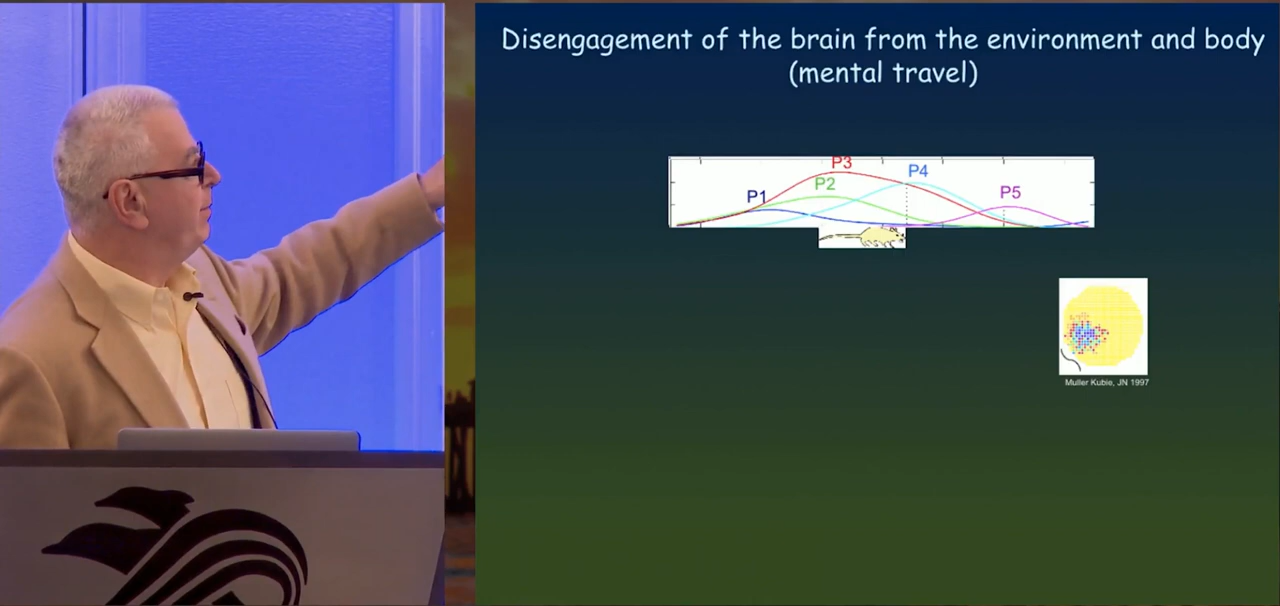 Disengagement of the brain from the environment and body
(mental travel)
P3
P4
P2
P1
P5
Muller Kubie, JN 1997